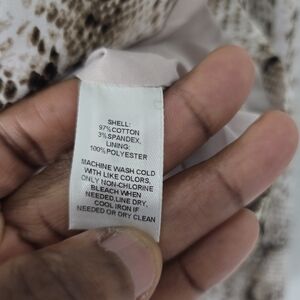 SHELL:
97%COTTON
3%SPANDEX,
LINING:
100%POLYESTER
MACHINE WASH COLD
WITH LIKE COLORS,
ONLY NON-CHLORINE
BLEACH WHEN
NEEDED,LINE DRY.
COOL IRON IF
NEEDED OR DRY CLEAN